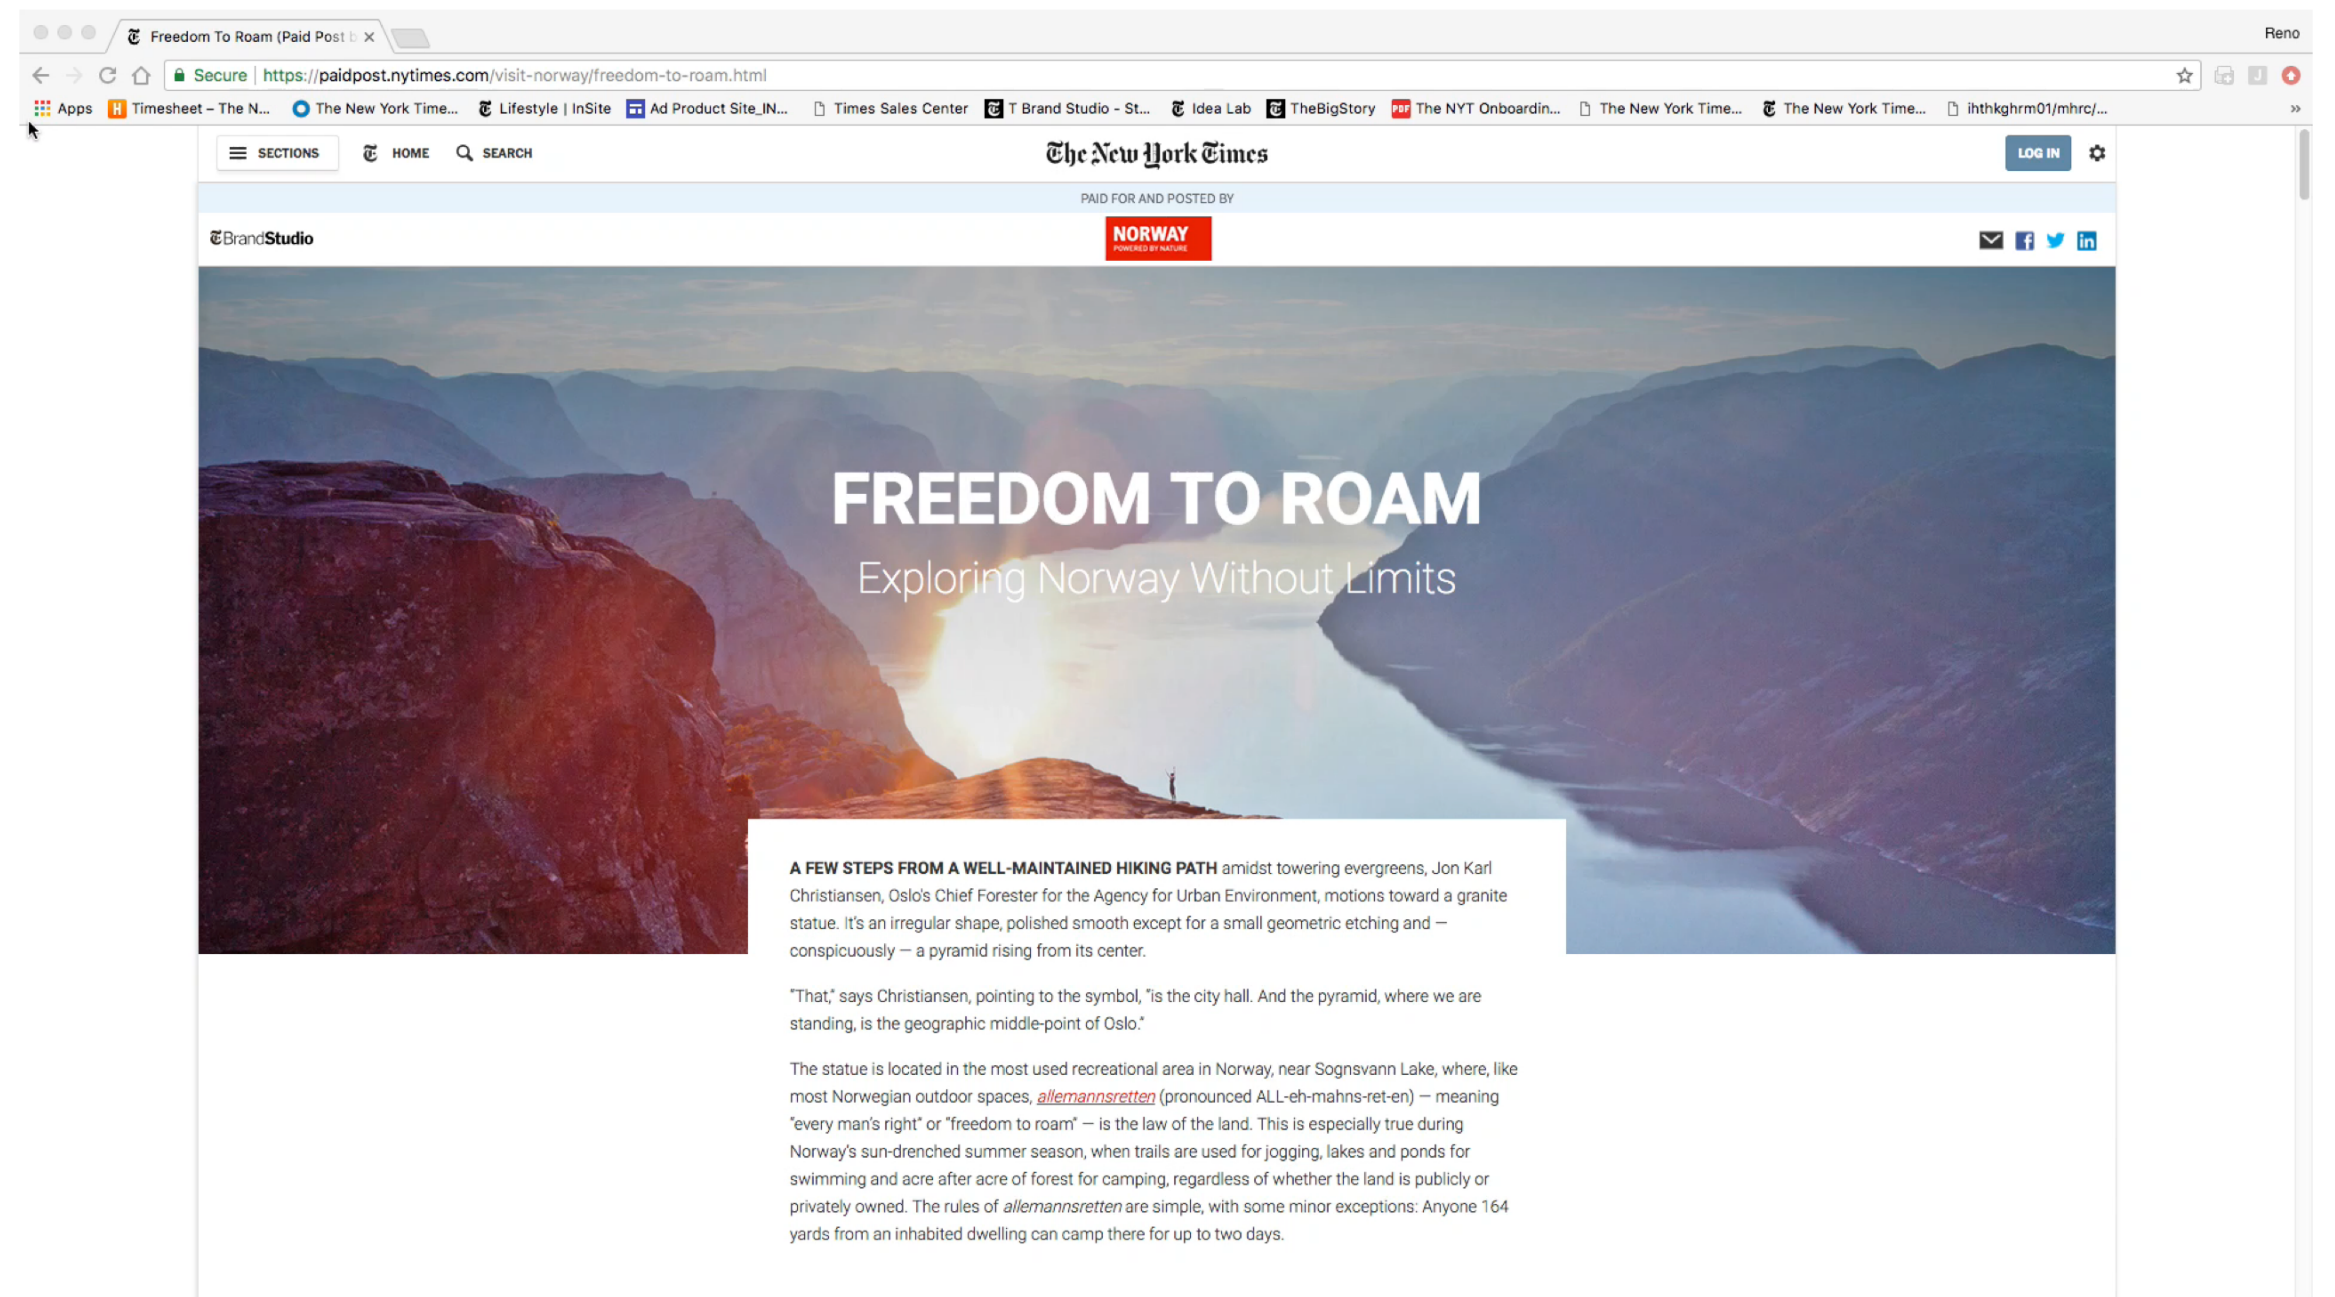 Freedom To Roam (Paid Post b
Reno
Secure | https://paidpost.nytimes.com/visit-norway/freedom-to-roam.html
Apps Timesheet – The N... The New York Time... Lifestyle | InSite Ad Product Site_IN... Times Sales Center T Brand Studio - St... Idea Lab TheBigStory The NYT Onboardin... The New York Time... The New York Time... ihthkghrm01/mhrc/... »
SECTIONS HOME SEARCH The New York Times LOG IN
PAID FOR AND POSTED BY
TBrandStudio NORWAY
POWERED BY NATURE
FREEDOM TO ROAM
Exploring Norway Without Limits
A FEW STEPS FROM A WELL-MAINTAINED HIKING PATH amidst towering evergreens, Jon Karl
Christiansen, Oslo's Chief Forester for the Agency for Urban Environment, motions toward a granite
statue. It's an irregular shape, polished smooth except for a small geometric etching and —
conspicuously — a pyramid rising from its center.
"That," says Christiansen, pointing to the symbol, "is the city hall. And the pyramid, where we are
standing, is the geographic middle-point of Oslo."
The statue is located in the most used recreational area in Norway, near Sognsvann Lake, where, like
most Norwegian outdoor spaces, allemannsretten (pronounced ALL-eh-mahns-ret-en) — meaning
"every man's right" or "freedom to roam" — is the law of the land. This is especially true during
Norway's sun-drenched summer season, when trails are used for jogging, lakes and ponds for
swimming and acre after acre of forest for camping, regardless of whether the land is publicly or
privately owned. The rules of allemannsretten are simple, with some minor exceptions: Anyone 164
yards from an inhabited dwelling can camp there for up to two days.